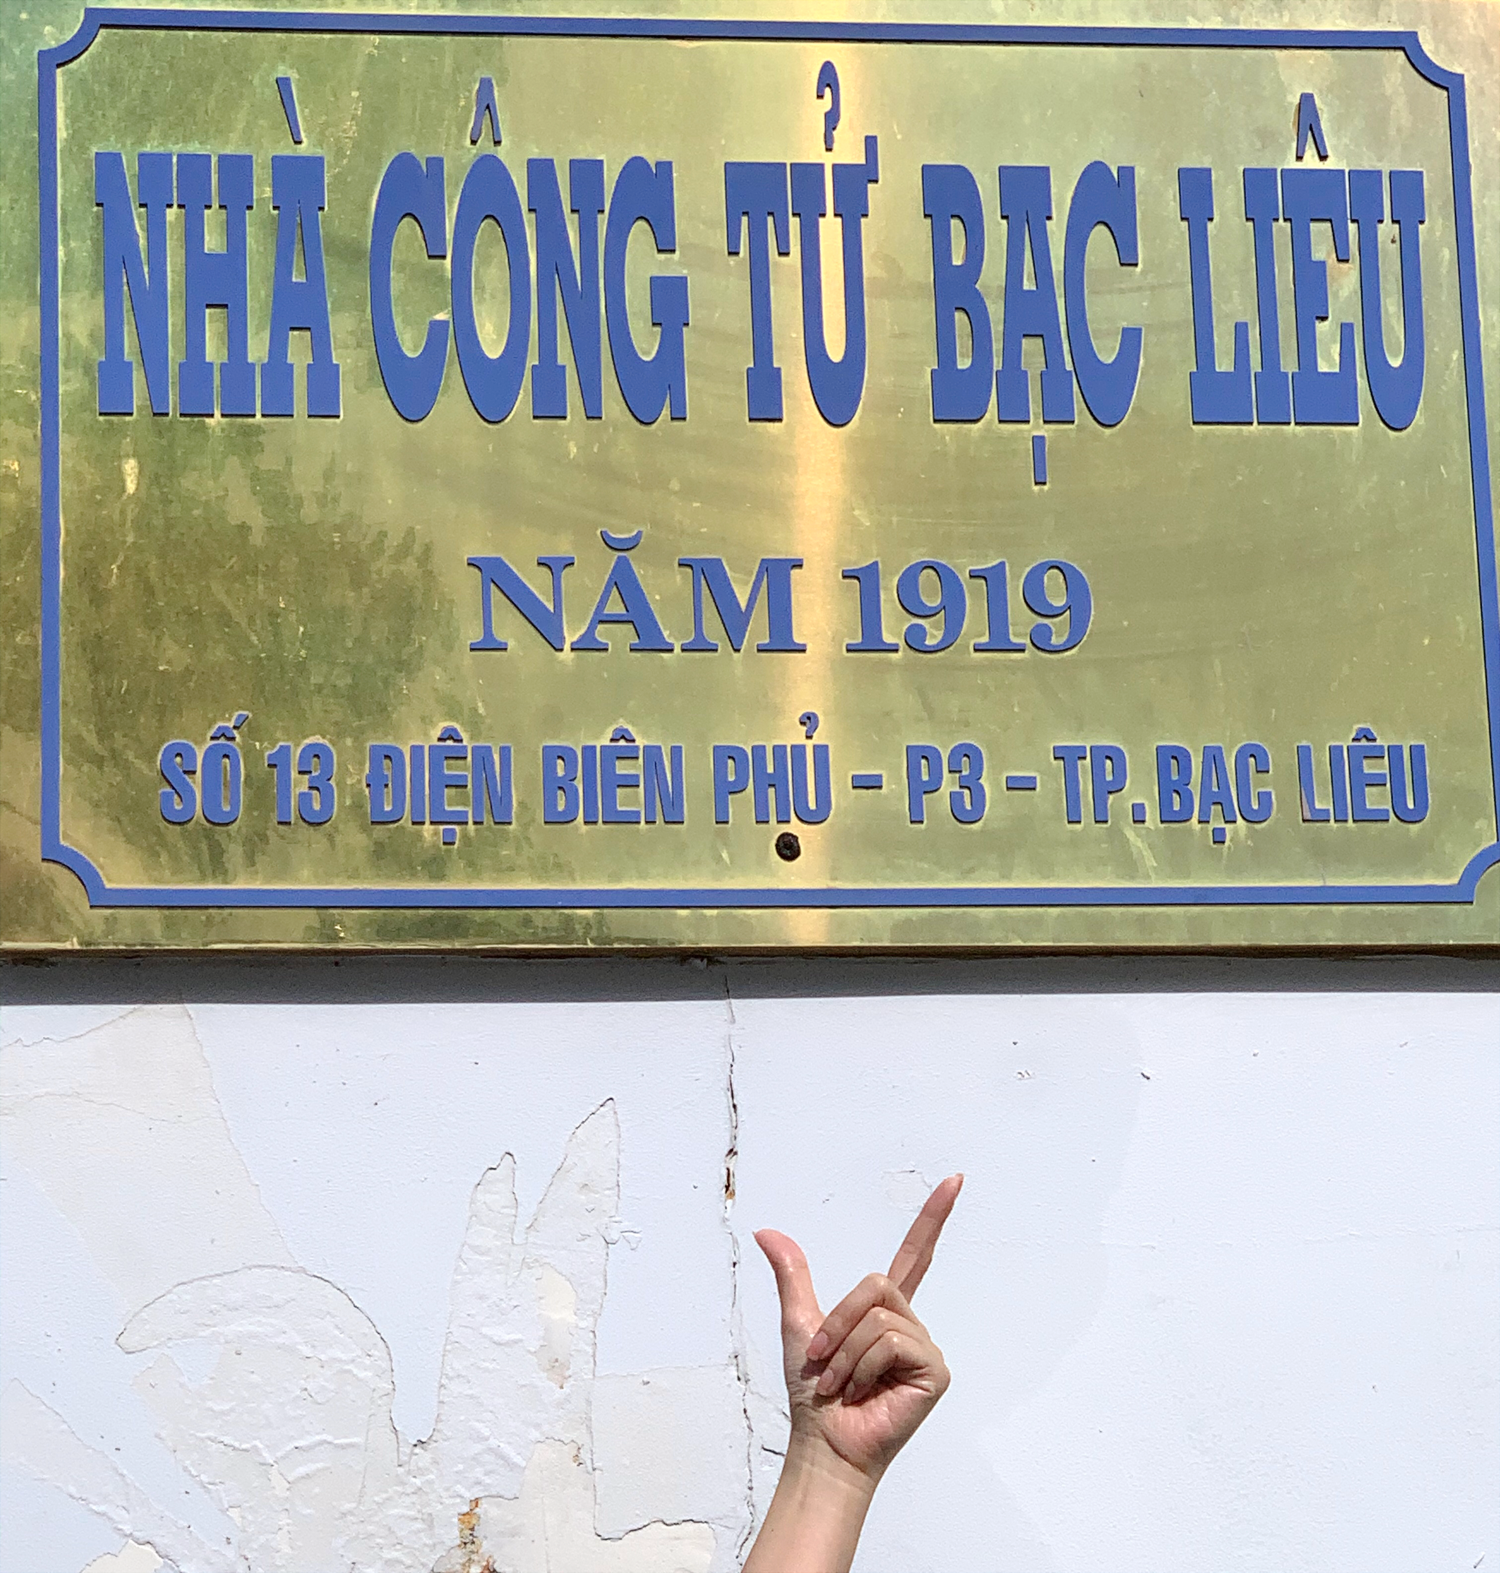 NHÀ CÔNG TỬ BẠC LIÊU
NĂM 1919
SỐ 13 ĐIỆN BIÊN PHỦ - P3 - TP. BẠC LIÊU